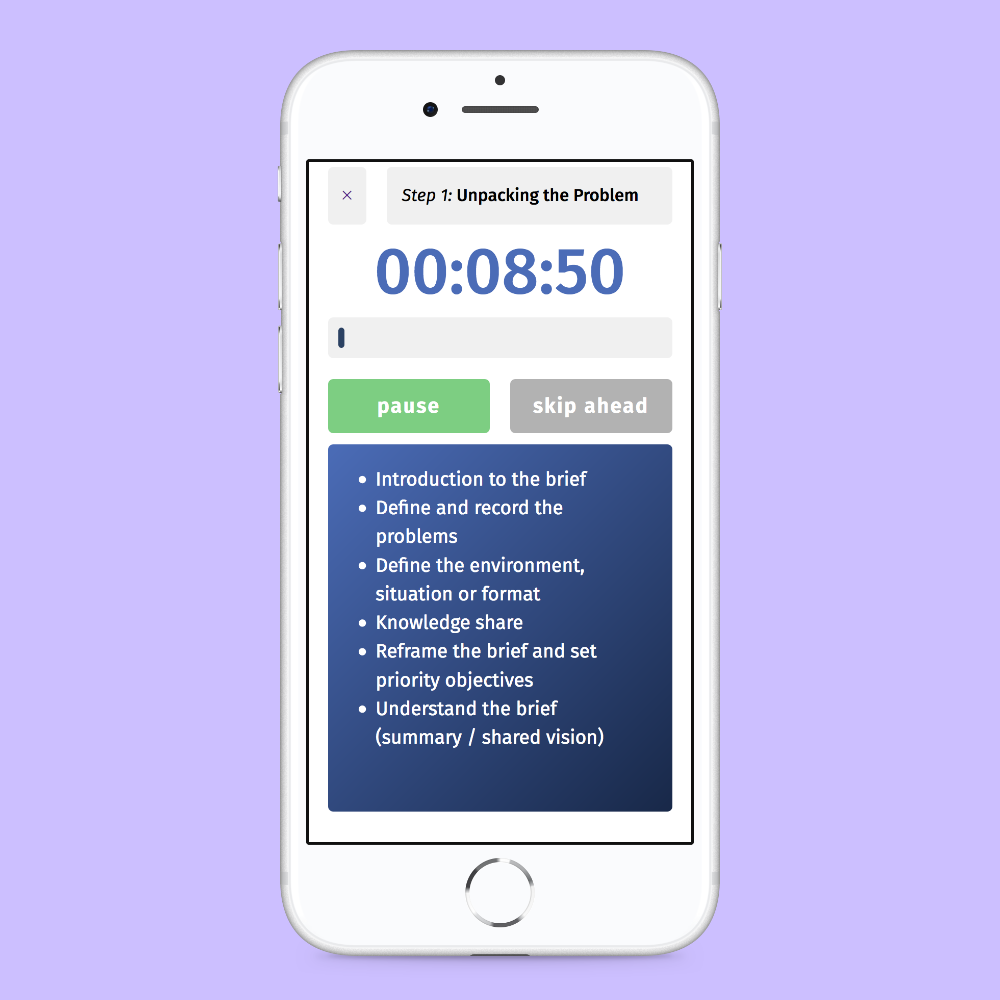 ×
Step 1: Unpacking the Problem
00:08:50
pause
skip ahead
• Introduction to the brief
• Define and record the
problems
• Define the environment,
situation or format
• Knowledge share
• Reframe the brief and set
priority objectives
• Understand the brief
(summary / shared vision)